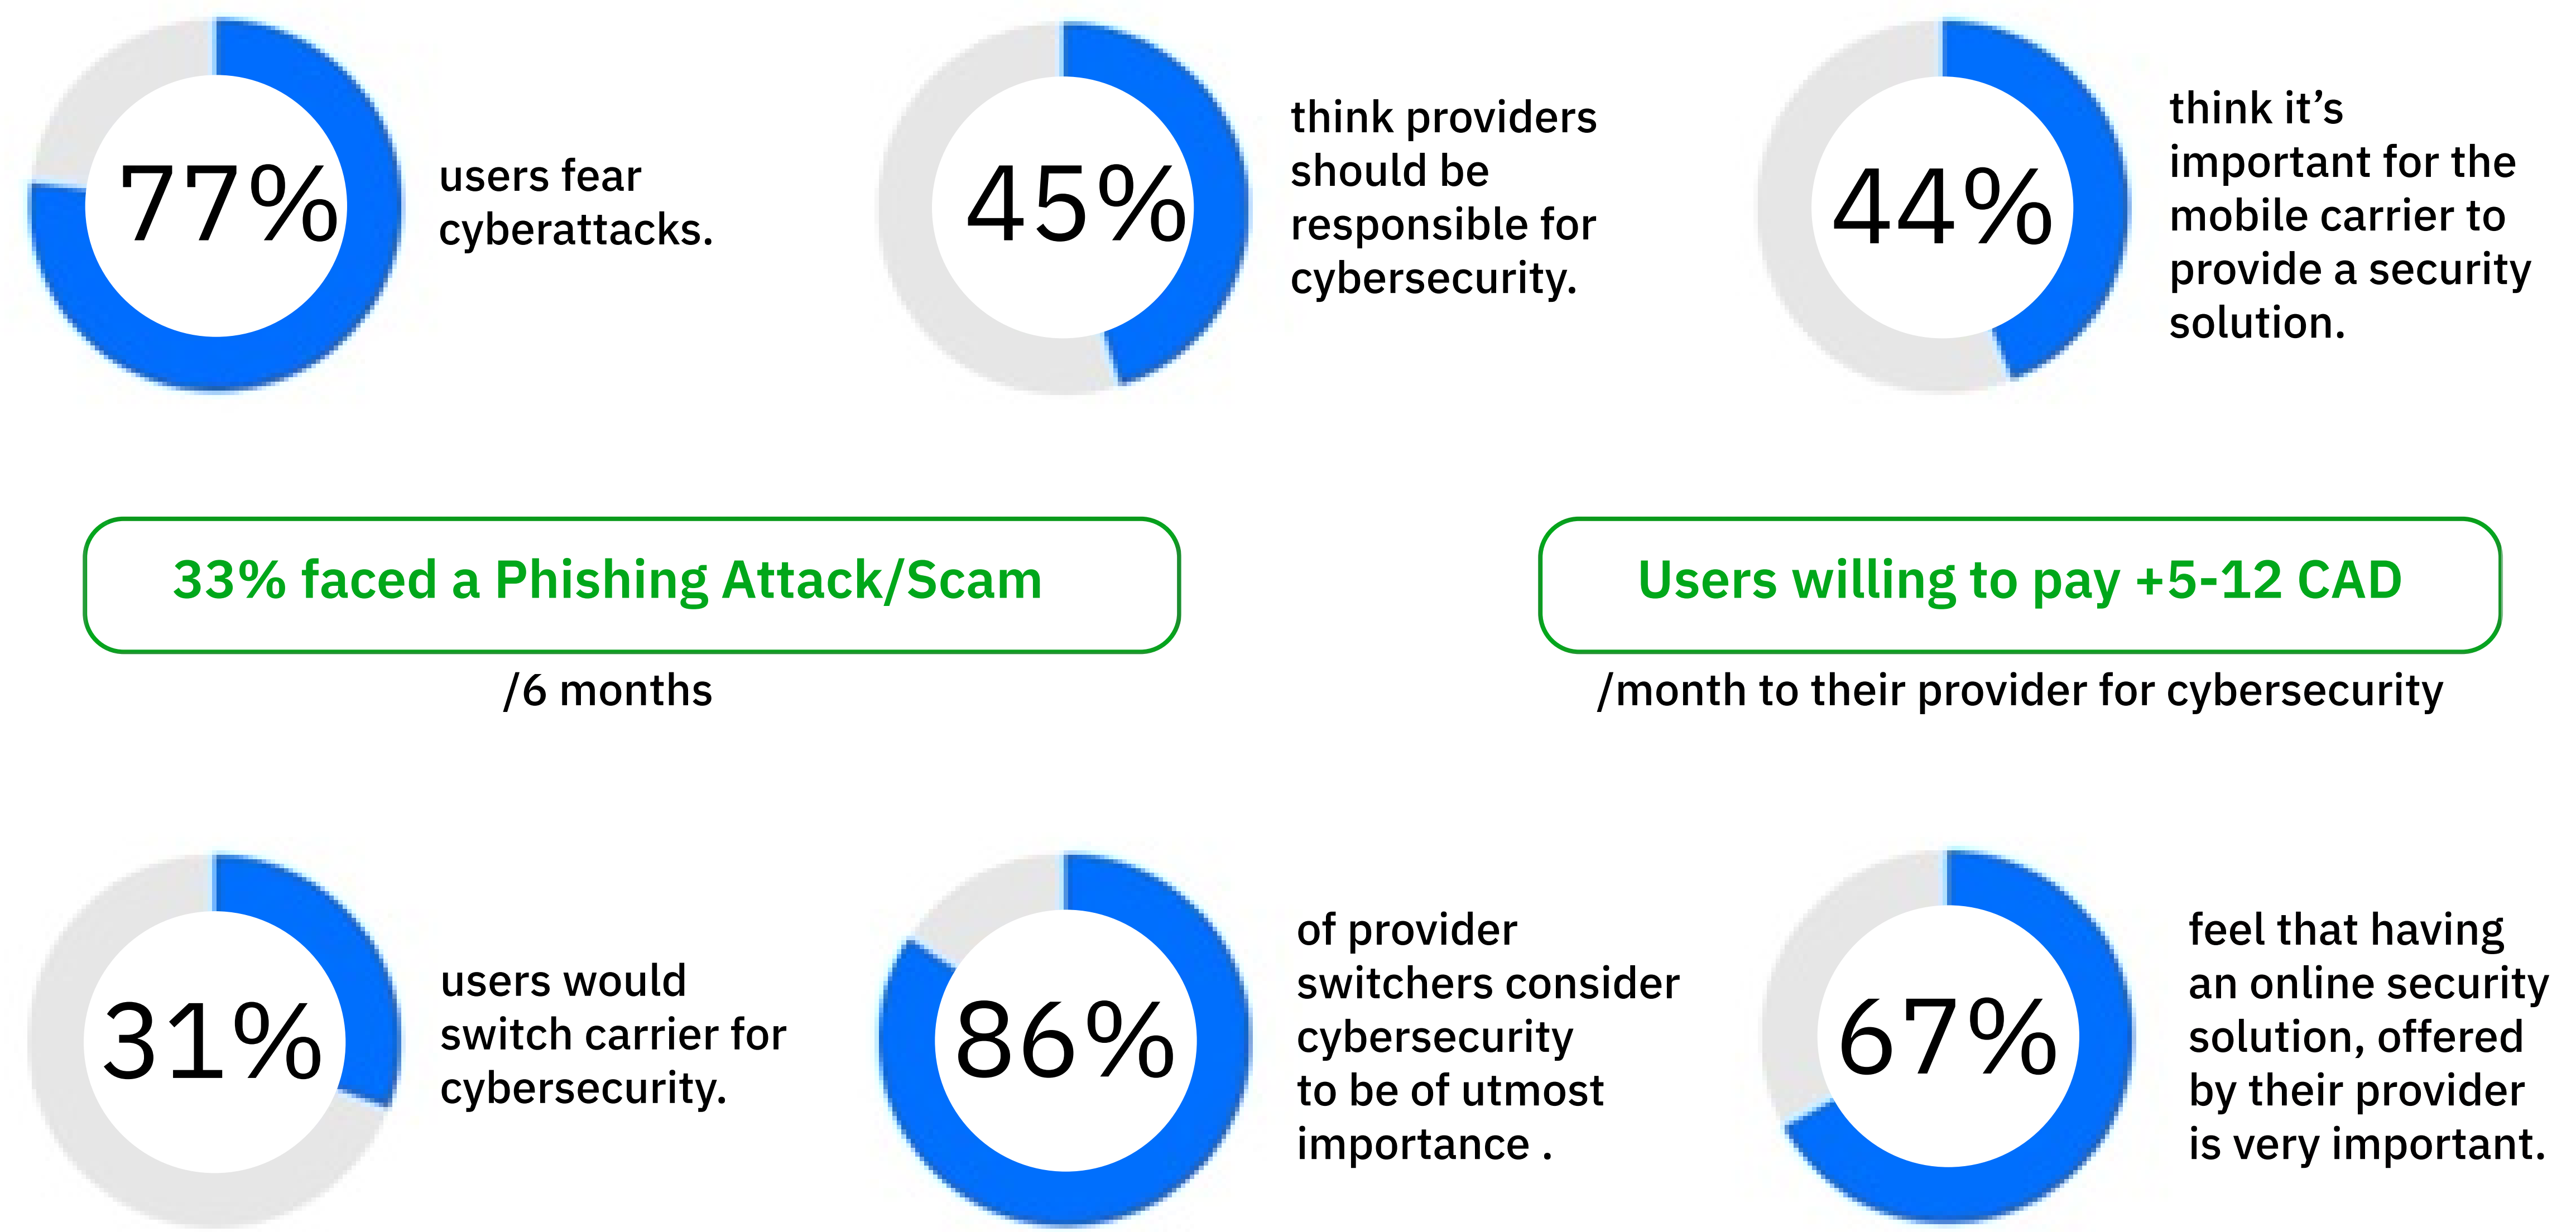 77%
users fear
cyberattacks.
45%
think providers
should be
responsible for
cybersecurity.
44%
think it’s
important for the
mobile carrier to
provide a security
solution.
33% faced a Phishing Attack/Scam
/6 months
Users willing to pay +5-12 CAD
/month to their provider for cybersecurity
31%
users would
switch carrier for
cybersecurity.
86%
of provider
switchers consider
cybersecurity
to be of utmost
importance .
67%
feel that having
an online security
solution, offered
by their provider
is very important.